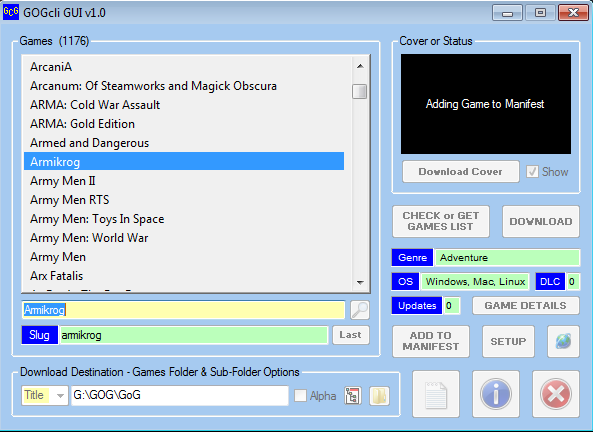 GcG GOGcli GUI v1.0
Games (1176)
ArcaniA
Arcanum: Of Steamworks and Magick Obscura
ARMA: Cold War Assault
ARMA: Gold Edition
Armed and Dangerous
Armikrog
Army Men II
Army Men RTS
Army Men: Toys In Space
Army Men: World War
Army Men
Arx Fatalis
Armikrog
Slug armikrog Last
Download Destination - Games Folder & Sub-Folder Options
Title G:\GOG\GoG Alpha
Cover or Status
Adding Game to Manifest
Download Cover Show
CHECK or GET
GAMES LIST
DOWNLOAD
Genre Adventure
OS Windows, Mac, Linux DLC 0
Updates 0 GAME DETAILS
ADD TO
MANIFEST
SETUP